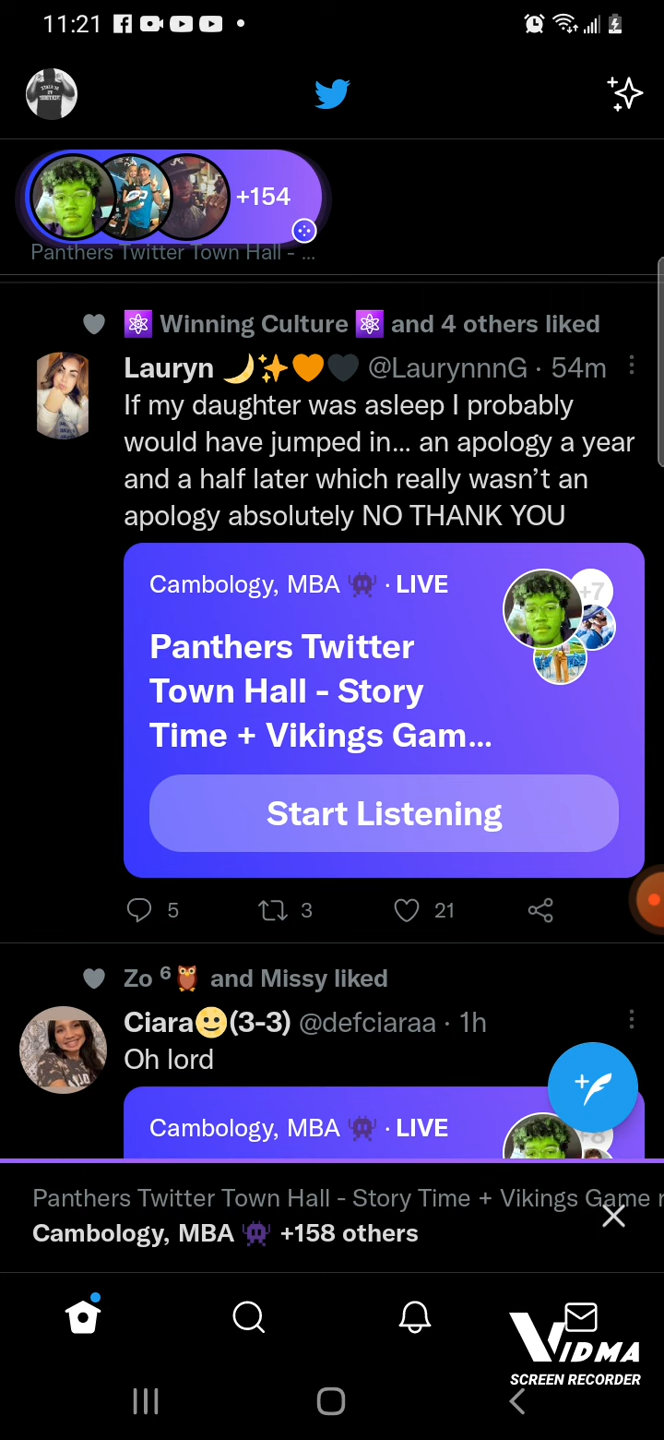 11:21
+154
Panthers Twitter Town Hall - ...
⚛️ Winning Culture ⚛️ and 4 others liked
Lauryn 🌙✨🧡🖤 @LaurynnnG · 54m
If my daughter was asleep I probably
would have jumped in... an apology a year
and a half later which really wasn’t an
apology absolutely NO THANK YOU
Cambology, MBA 👾 · LIVE
+7
Panthers Twitter
Town Hall - Story
Time + Vikings Gam...
Start Listening
5 3 21
Zo ⁶🦉 and Missy liked
Ciara🙂(3-3) @defciaraa · 1h
Oh lord
Cambology, MBA 👾 · LIVE
+8
Panthers Twitter Town Hall - Story Time + Vikings Game r
Cambology, MBA 👾 +158 others
VIDMA
SCREEN RECORDER